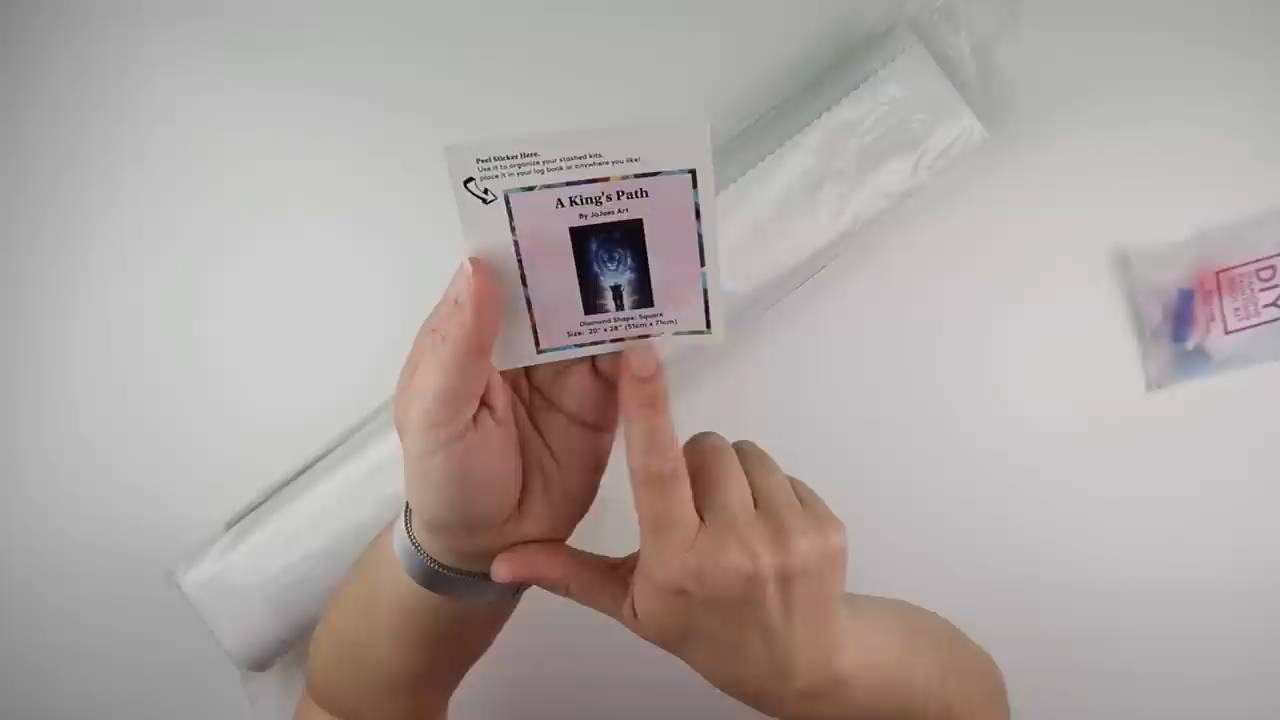 Peel Sticker Here.
Use it to organize your stashed kits,
place it in your log book or anywhere you like!
A King's Path
By JoJoes Art
Diamond Shape: Square
Size: 20" x 28" (51cm x 71cm)
DIY